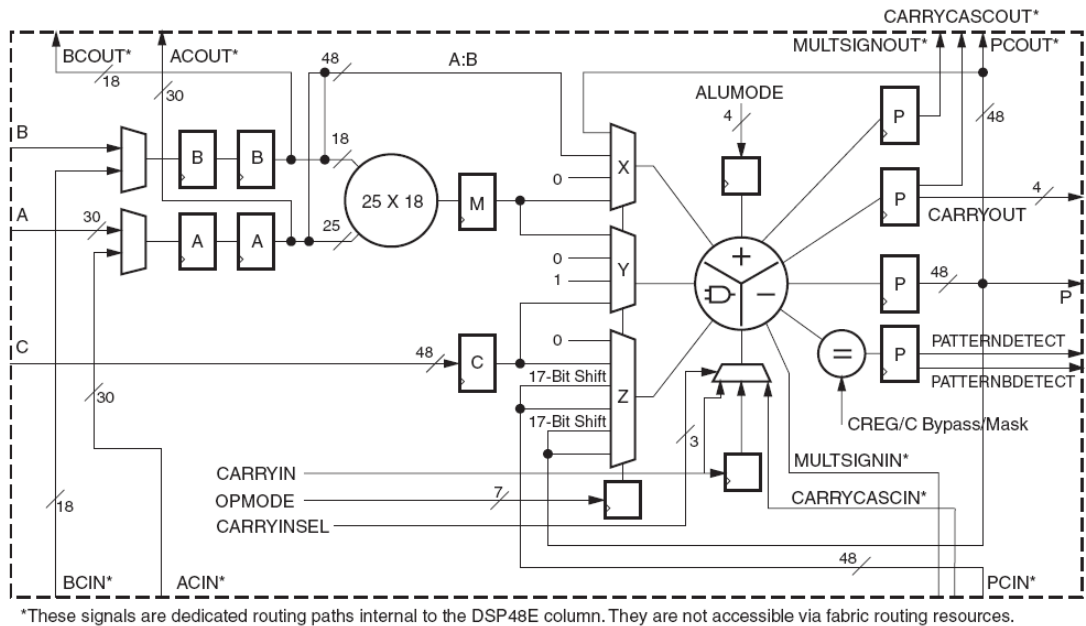 CARRYCASCOUT*
BCOUT*
ACOUT*
MULTSIGNOUT*
PCOUT*
48
A:B
18
30
ALUMODE
4
P
48
B
18
B
B
X
0
25 X 18
M
P
4
CARRYOUT
A
30
A
A
25
0
Y
1
P
48
P
C
48
C
0
17-Bit Shift
Z
17-Bit Shift
=
P
PATTERNDETECT
PATTERNBDETECT
30
CREG/C Bypass/Mask
3
MULTSIGNIN*
CARRYIN
18
OPMODE
7
CARRYCASCIN*
CARRYINSEL
48
BCIN*
ACIN*
PCIN*
*These signals are dedicated routing paths internal to the DSP48E column. They are not accessible via fabric routing resources.